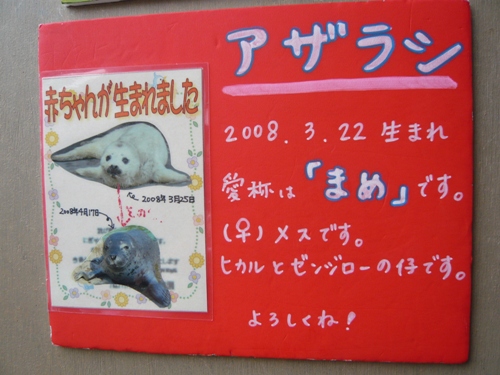 アザラシ
赤ちゃんが生まれました
2008年3月25日
2008年4月17日
2008.3.22 生まれ
愛称は「まめ」です。
(♀)メスです。
ヒカルとゼンジローの仔です。
よろしくね!